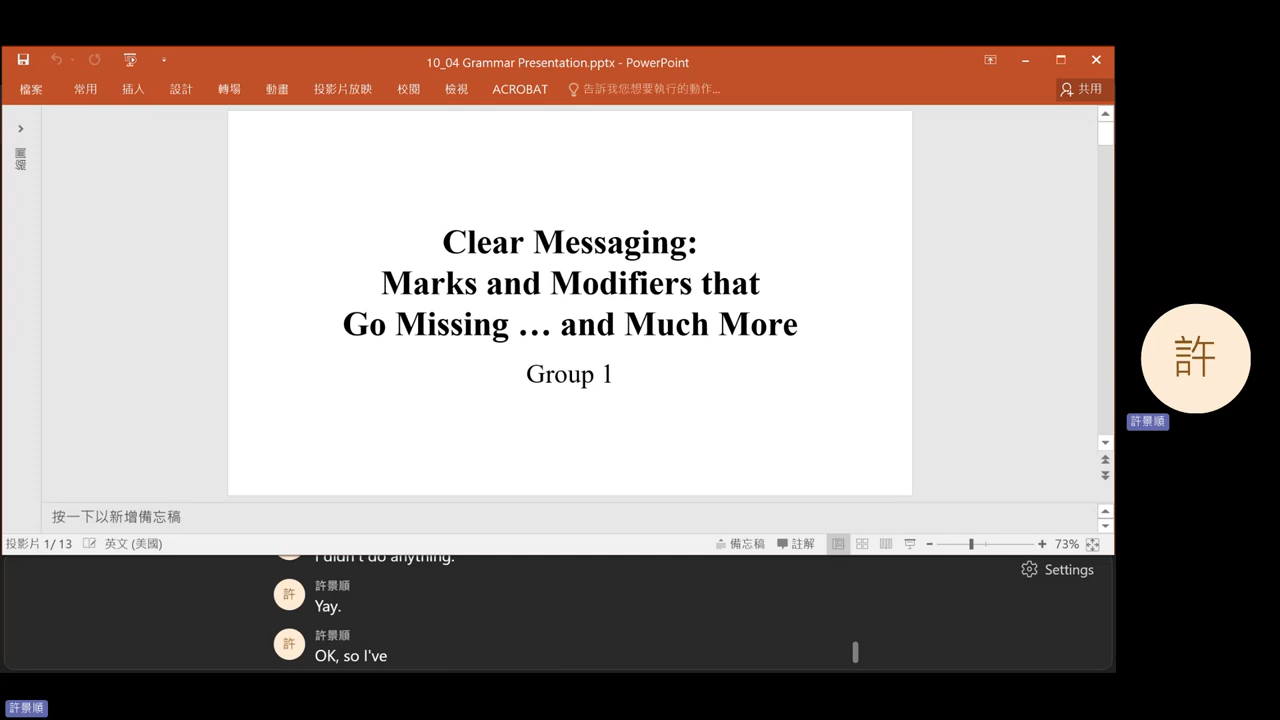 10_04 Grammar Presentation.pptx - PowerPoint
檔案 常用 插入 設計 轉場 動畫 投影片放映 校閱 檢視 ACROBAT 告訴我您想要執行的動作... 共用
縮圖
Clear Messaging:
Marks and Modifiers that
Go Missing … and Much More
Group 1
許
許景順
按一下以新增備忘稿
投影片 1/ 13 英文 (美國) 備忘稿 註解 73%
I didn't do anything.
Settings
許
許景順
Yay.
許
許景順
OK, so I've
許景順